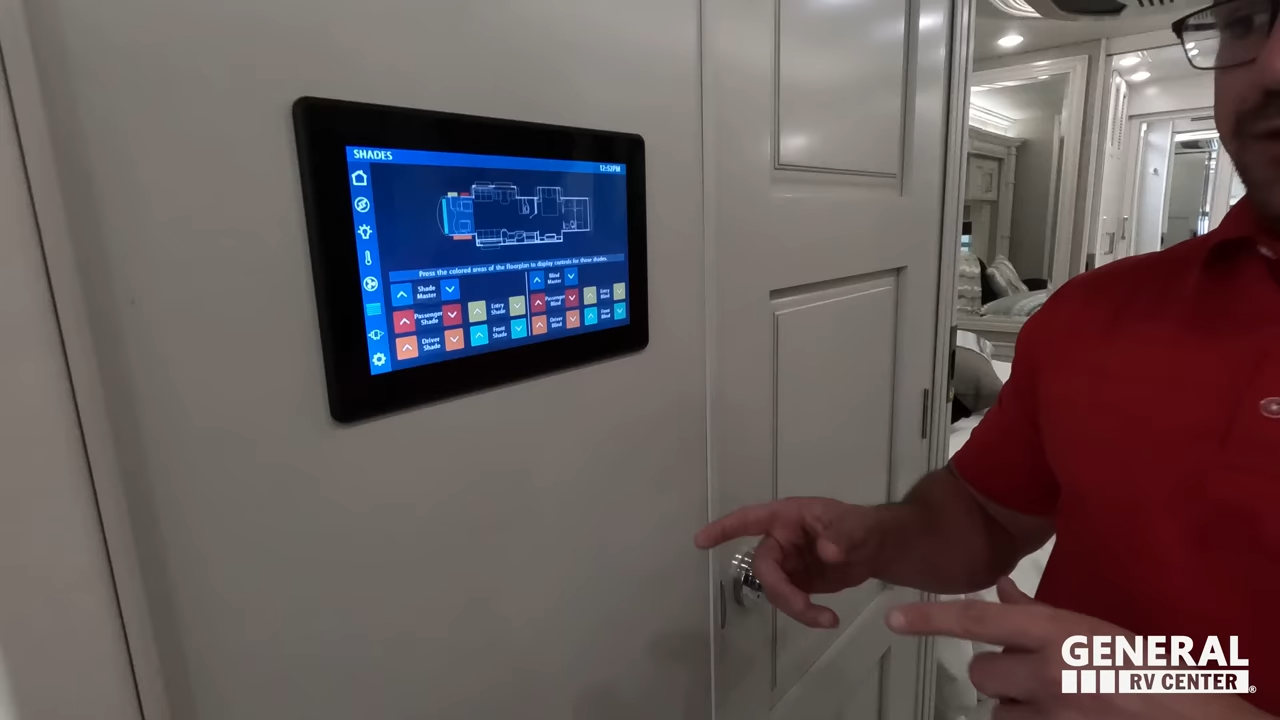 SHADES
12:52PM
Press the colored areas of the floorplan to display controls for those shades.
Shade Master
Blind Master
Passenger Shade
Entry Shade
Passenger Blind
Entry Blind
Driver Shade
Front Shade
Driver Blind
Front Blind
GENERAL
RV CENTER®